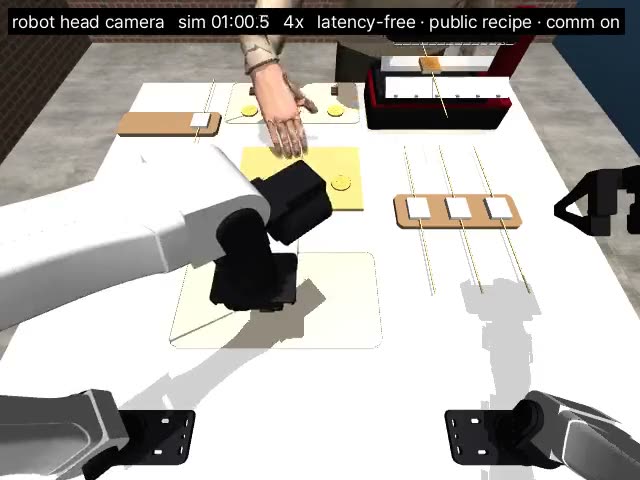 robot head camera sim 01:00.5 4x latency-free · public recipe · comm on